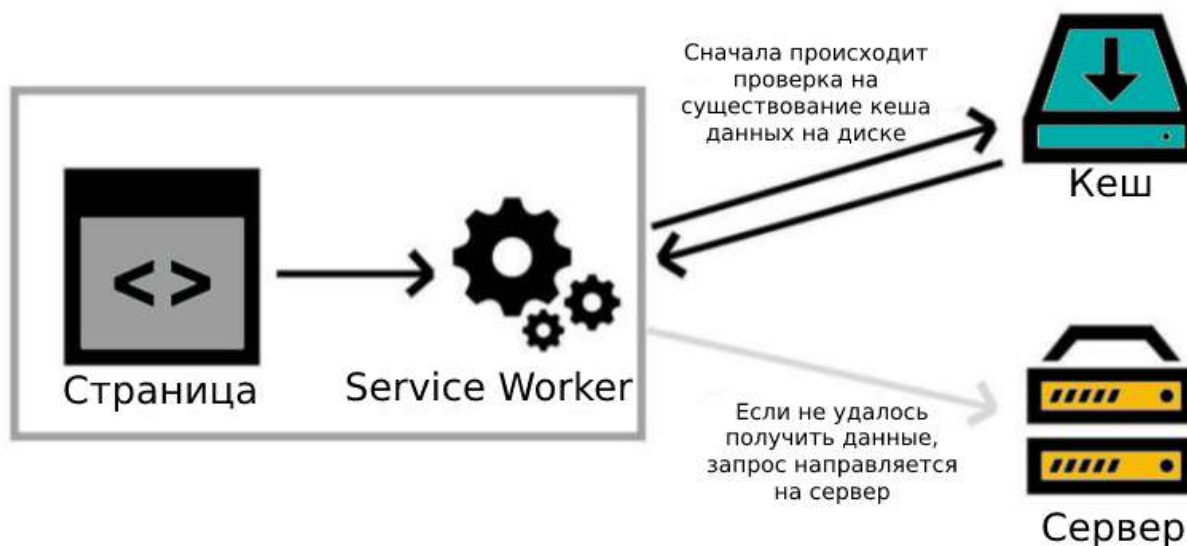 Сначала происходит
проверка на
существование кеша
данных на диске
Кеш
< >
Страница
Service Worker
Если не удалось
получить данные,
запрос направляется
на сервер
Сервер